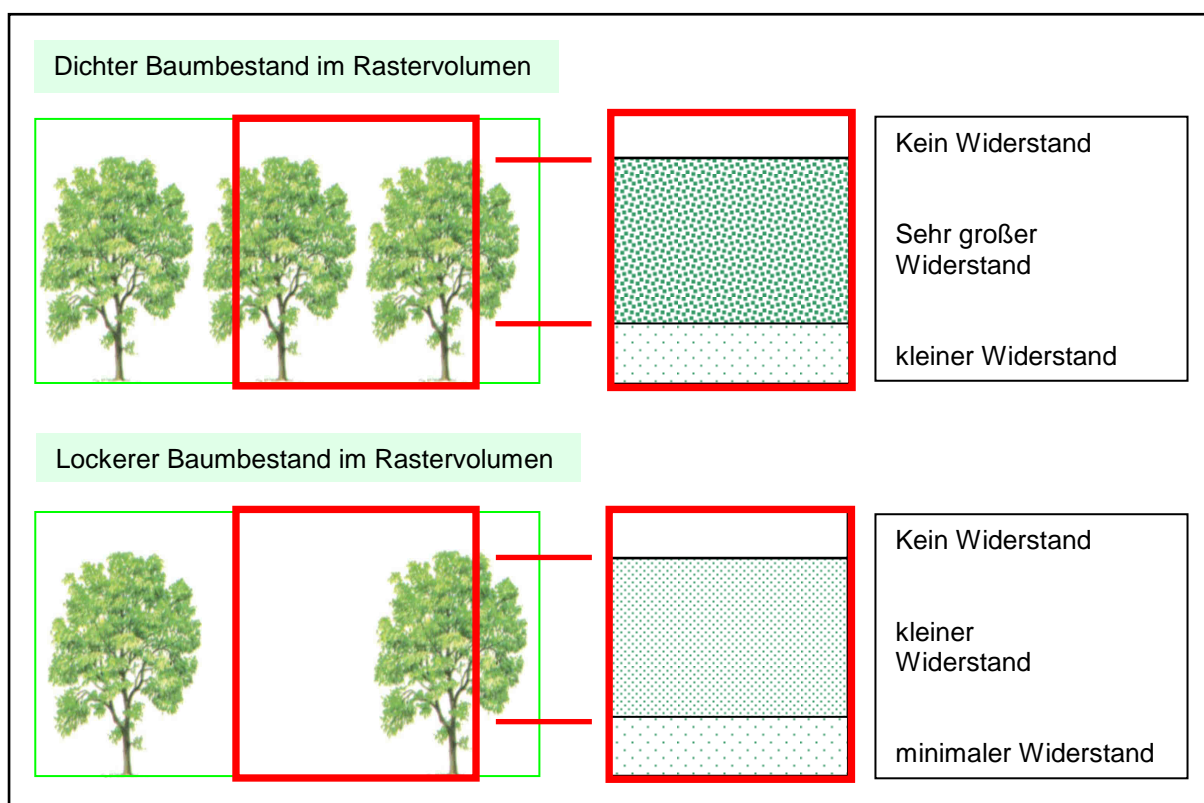 Dichter Baumbestand im Rastervolumen
Kein Widerstand
Sehr großer
Widerstand
kleiner Widerstand
Lockerer Baumbestand im Rastervolumen
Kein Widerstand
kleiner
Widerstand
minimaler Widerstand